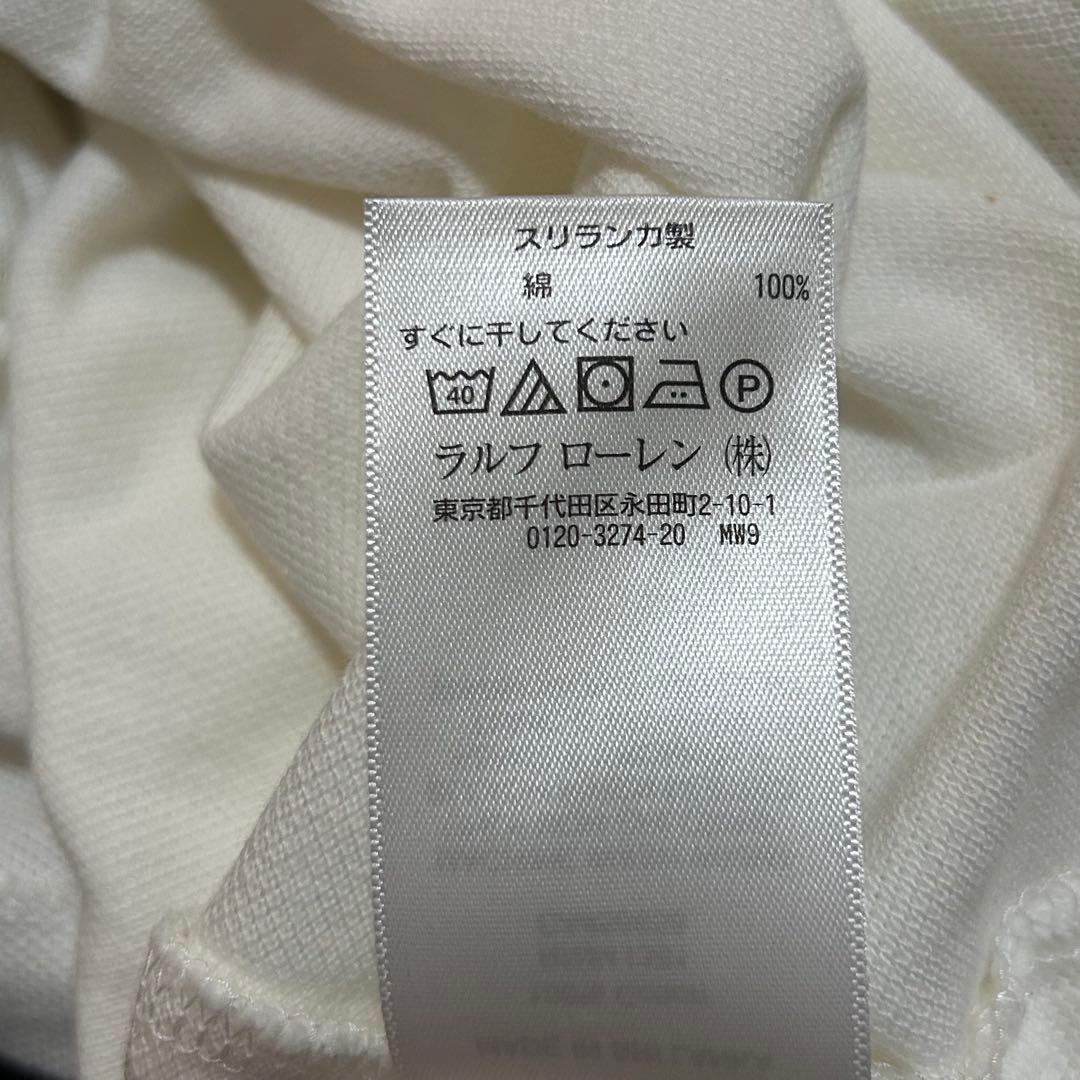 スリランカ製
綿 100%
すぐに干してください
40 P
ラルフ ローレン (株)
東京都千代田区永田町2-10-1
0120-3274-20 MW9